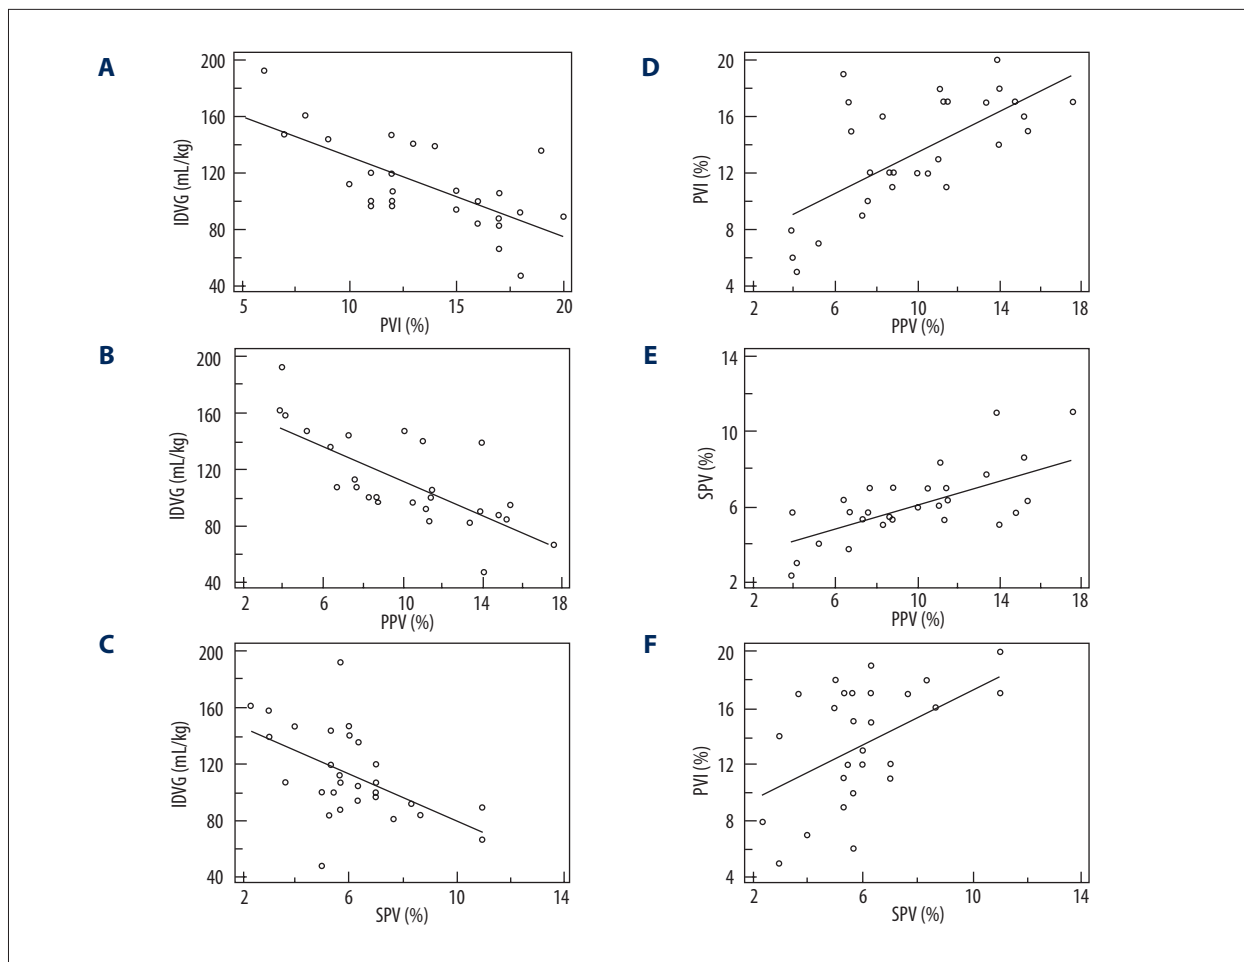 A
200
160
120
80
40
IDVG (mL/kg)
5 10 15 20
PVI (%)
B
200
160
120
80
40
IDVG (mL/kg)
2 6 10 14 18
PPV (%)
C
200
160
120
80
40
IDVG (mL/kg)
2 6 10 14
SPV (%)
D
20
16
12
8
4
PVI (%)
2 6 10 14 18
PPV (%)
E
14
10
6
2
SPV (%)
2 6 10 14 18
PPV (%)
F
20
16
12
8
4
PVI (%)
2 6 10 14
SPV (%)